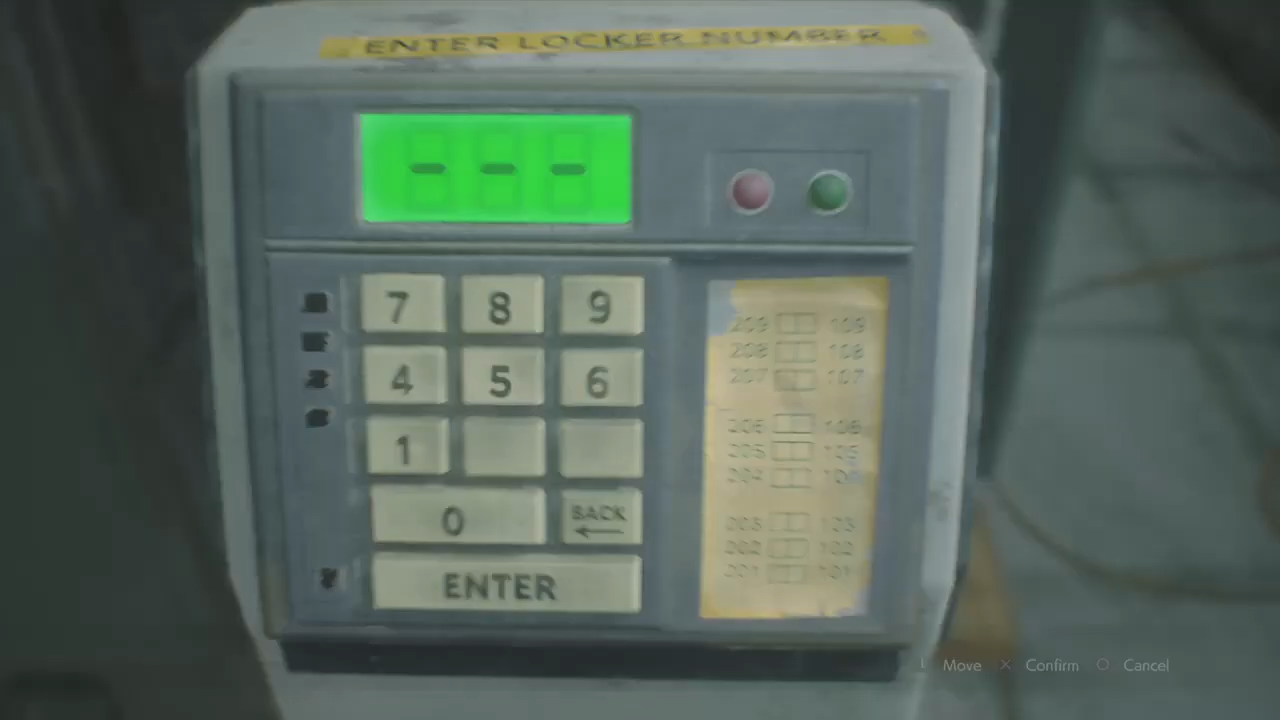 ENTER LOCKER NUMBER
- - -
7 8 9
4 5 6
1
0 BACK
ENTER
209 109
208 108
207 107
206 106
205 105
204 104
203 103
202 102
201 101
Move Confirm Cancel